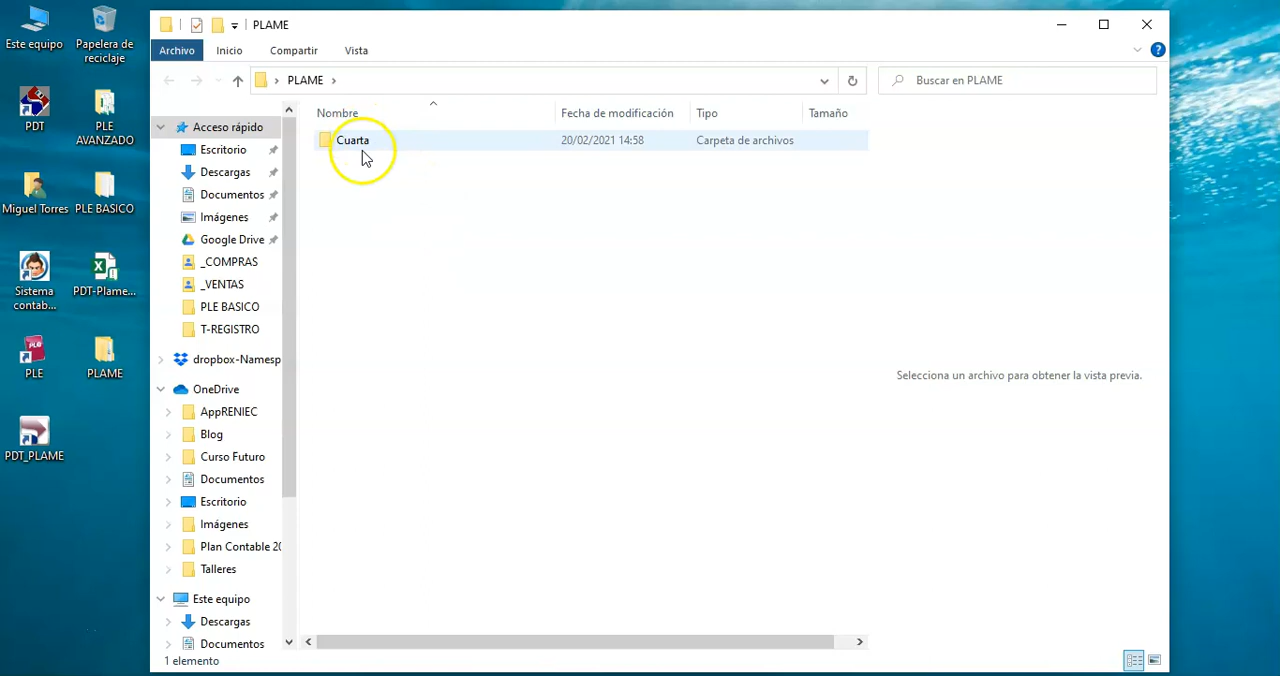 Este equipo
Papelera de
reciclaje
PDT
PLE
AVANZADO
Miguel Torres
PLE BASICO
Sistema
contab...
PDT-Plame...
PLE
PLAME
PDT_PLAME
PLAME
Archivo Inicio Compartir Vista
PLAME
Buscar en PLAME
Nombre Fecha de modificación Tipo Tamaño
Cuarta 20/02/2021 14:58 Carpeta de archivos
Acceso rápido
Escritorio
Descargas
Documentos
Imágenes
Google Drive
_COMPRAS
_VENTAS
PLE BASICO
T-REGISTRO
dropbox-Namesp
OneDrive
AppRENIEC
Blog
Curso Futuro
Documentos
Escritorio
Imágenes
Plan Contable 20
Talleres
Este equipo
Descargas
Documentos
Selecciona un archivo para obtener la vista previa.
1 elemento